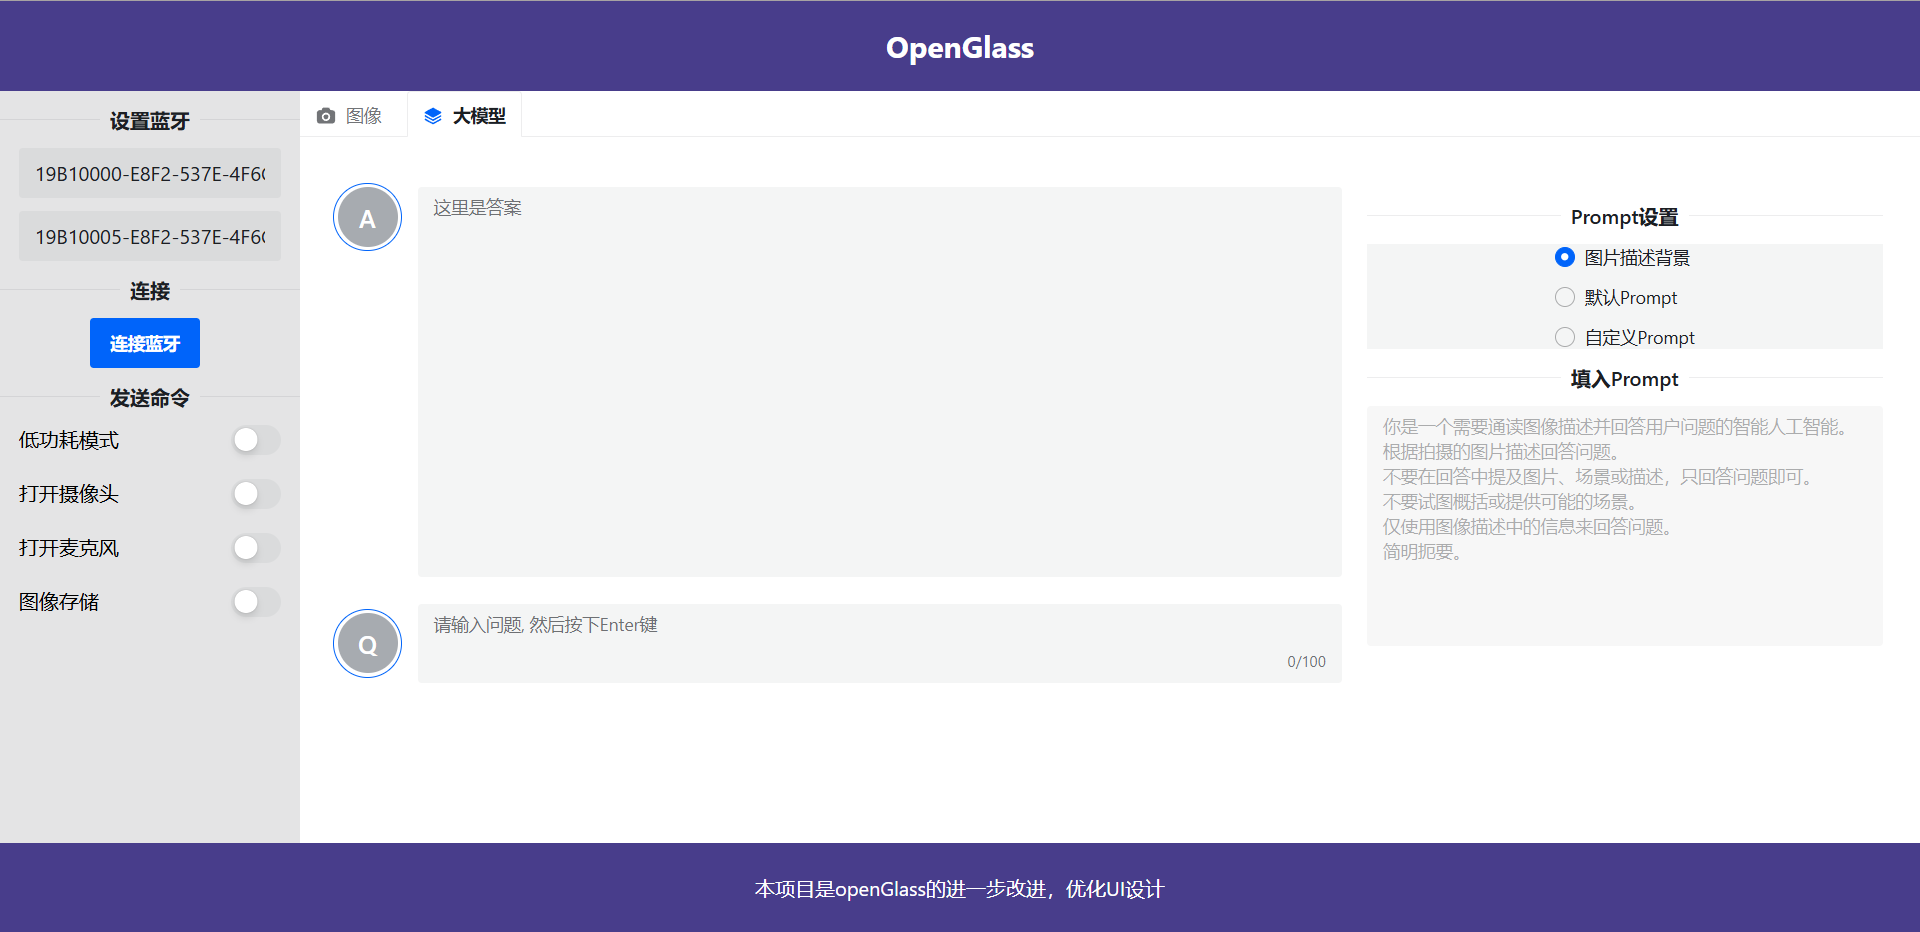 OpenGlass
设置蓝牙
19B10000-E8F2-537E-4F6
19B10005-E8F2-537E-4F6
连接
连接蓝牙
发送命令
低功耗模式
打开摄像头
打开麦克风
图像存储
图像
大模型
A
这里是答案
Q
请输入问题, 然后按下Enter键
0/100
Prompt设置
图片描述背景
默认Prompt
自定义Prompt
填入Prompt
你是一个需要通读图像描述并回答用户问题的智能人工智能。
根据拍摄的图片描述回答问题。
不要在回答中提及图片、场景或描述，只回答问题即可。
不要试图概括或提供可能的场景。
仅使用图像描述中的信息来回答问题。
简明扼要。
本项目是openGlass的进一步改进，优化UI设计